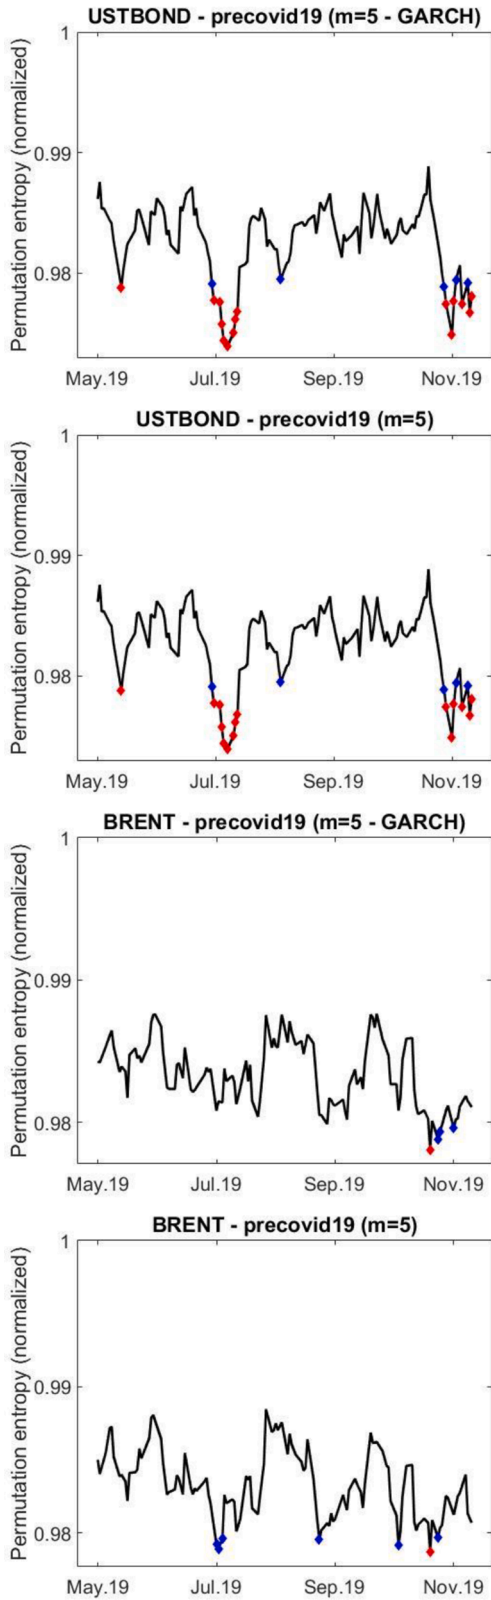 USTBOND - precovid19 (m=5 - GARCH)
Permutation entropy (normalized)
1
0.99
0.98
May.19 Jul.19 Sep.19 Nov.19
USTBOND - precovid19 (m=5)
Permutation entropy (normalized)
1
0.99
0.98
May.19 Jul.19 Sep.19 Nov.19
BRENT - precovid19 (m=5 - GARCH)
Permutation entropy (normalized)
1
0.99
0.98
May.19 Jul.19 Sep.19 Nov.19
BRENT - precovid19 (m=5)
Permutation entropy (normalized)
1
0.99
0.98
May.19 Jul.19 Sep.19 Nov.19